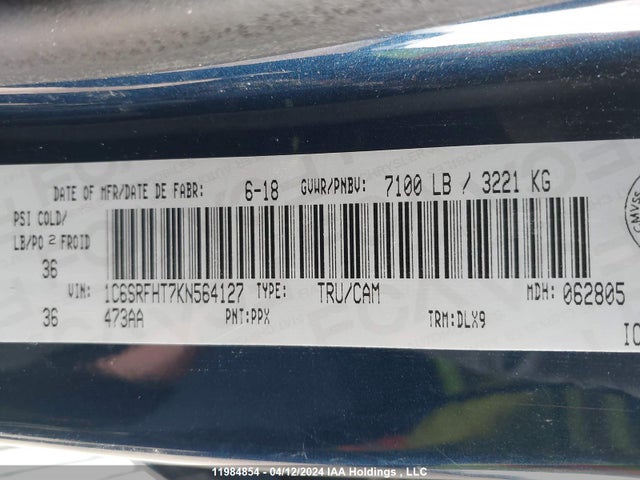 DATE OF MFR/DATE DE FABR: 6-18 GVWR/PNBV: 7100 LB / 3221 KG
PSI COLD/
LB/PO 2 FROID
36
VIN: 1C6SRFHT7KN564127 TYPE: TRU/CAM MDH: 062805
36 473AA PNT:PPX TRM:DLX9
11984854 - 04/12/2024 IAA Holdings , LLC